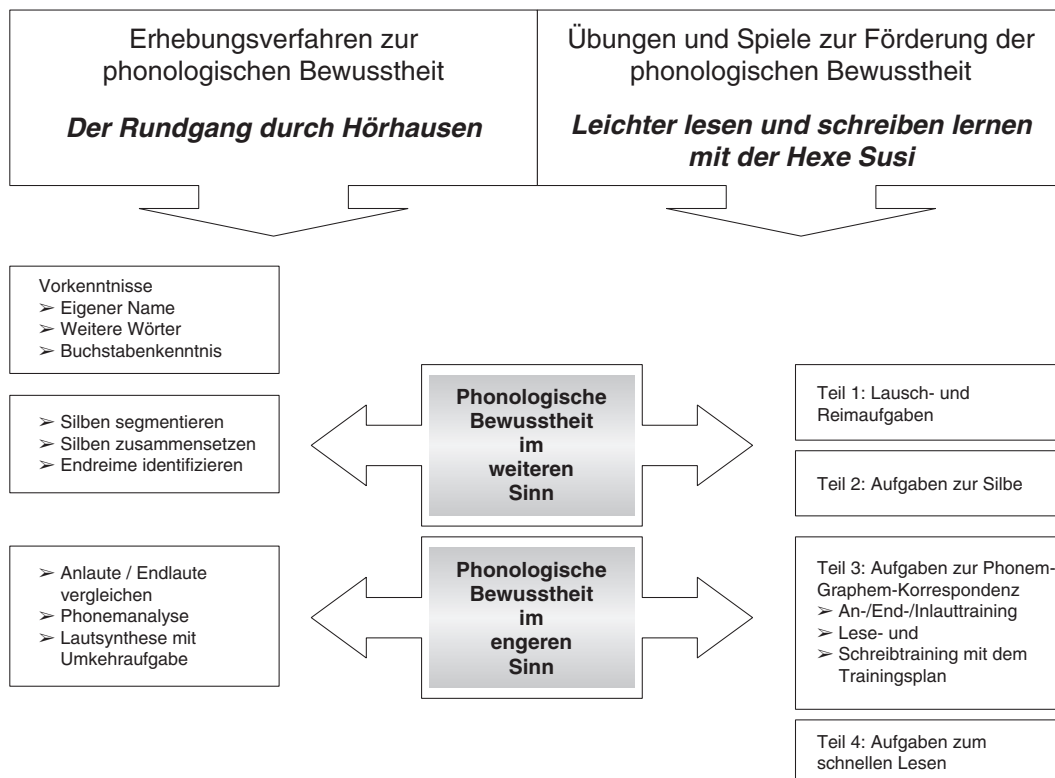 Erhebungsverfahren zur
phonologischen Bewusstheit
Der Rundgang durch Hörhausen
Übungen und Spiele zur Förderung der
phonologischen Bewusstheit
Leichter lesen und schreiben lernen
mit der Hexe Susi
Vorkenntnisse
➢ Eigener Name
➢ Weitere Wörter
➢ Buchstabenkenntnis
➢ Silben segmentieren
➢ Silben zusammensetzen
➢ Endreime identifizieren
Phonologische
Bewusstheit
im
weiteren
Sinn
Teil 1: Lausch- und
Reimaufgaben
Teil 2: Aufgaben zur Silbe
➢ Anlaute / Endlaute
vergleichen
➢ Phonemanalyse
➢ Lautsynthese mit
Umkehraufgabe
Phonologische
Bewusstheit
im
engeren
Sinn
Teil 3: Aufgaben zur Phonem-
Graphem-Korrespondenz
➢ An-/End-/Inlauttraining
➢ Lese- und
➢ Schreibtraining mit dem
Trainingsplan
Teil 4: Aufgaben zum
schnellen Lesen